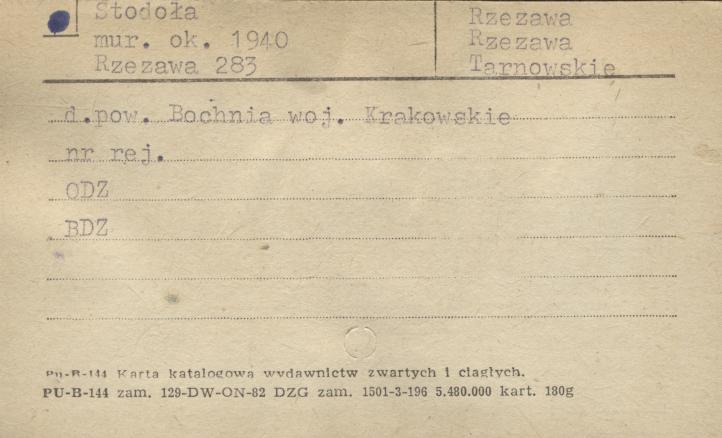 Stodoła
mur. ok. 1940
Rzezawa 283
Rzezawa
Rzezawa
Tarnowskie
d.pow. Bochnia woj. Krakowskie
nr rej.
ODZ
BDZ
PU-B-144 Karta katalogowa wydawnictw zwartych i ciągłych.
PU-B-144 zam. 129-DW-ON-82 DZG zam. 1501-3-196 5.480.000 kart. 180g